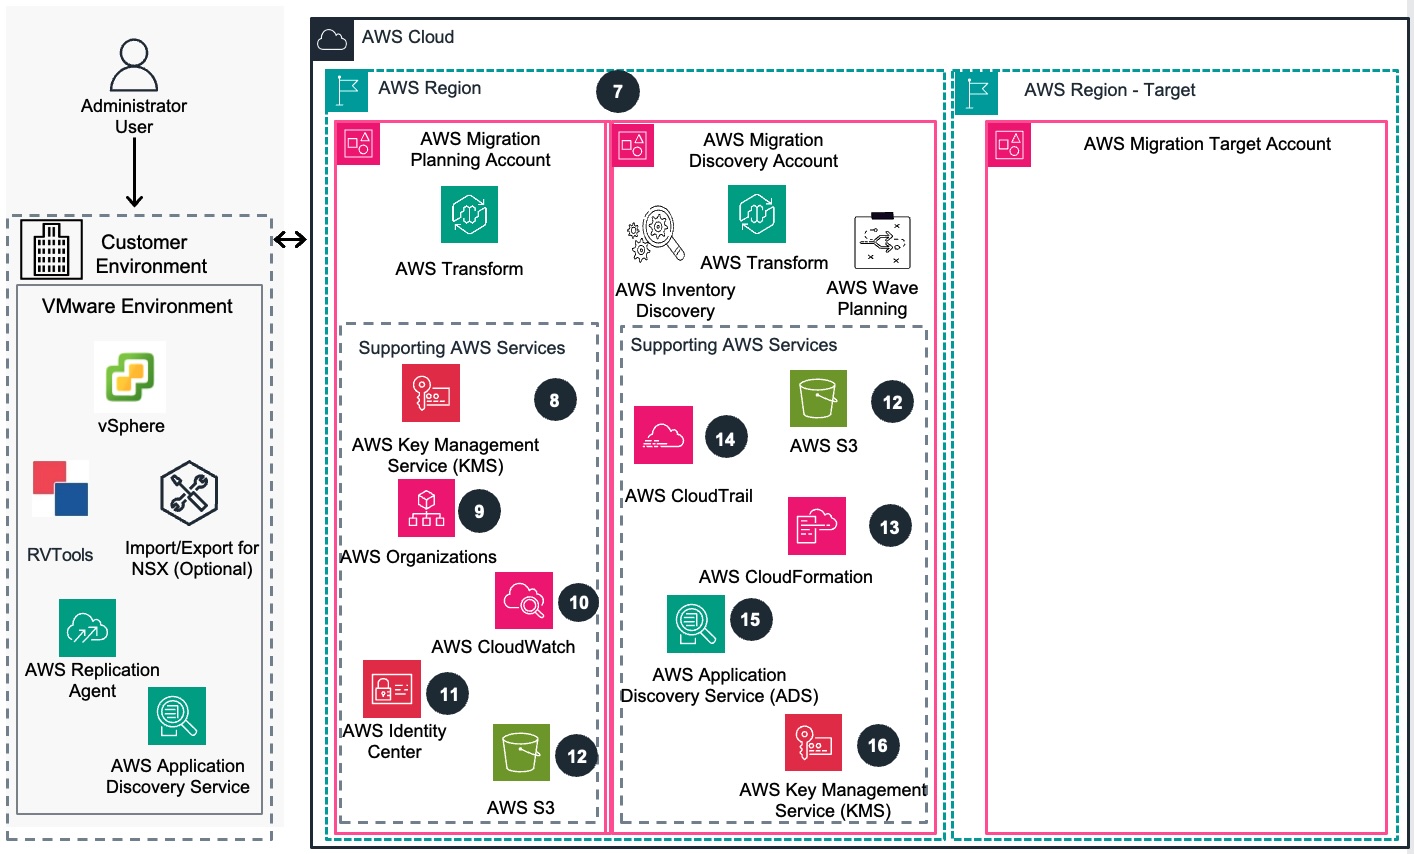 Administrator
User
Customer
Environment
VMware Environment
vSphere
RVTools
Import/Export for
NSX (Optional)
AWS Replication
Agent
AWS Application
Discovery Service
AWS Cloud
AWS Region
7
AWS Migration
Planning Account
AWS Transform
Supporting AWS Services
8
AWS Key Management
Service (KMS)
9
AWS Organizations
10
AWS CloudWatch
11
AWS Identity
Center
12
AWS S3
AWS Migration
Discovery Account
AWS Inventory
Discovery
AWS Transform
AWS Wave
Planning
Supporting AWS Services
12
AWS S3
14
AWS CloudTrail
13
AWS CloudFormation
15
AWS Application
Discovery Service (ADS)
16
AWS Key Management
Service (KMS)
AWS Region - Target
AWS Migration Target Account